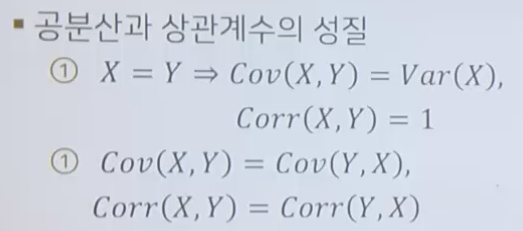 ▪ 공분산과 상관계수의 성질
① X = Y ⇒ Cov(X,Y) = Var(X),
Corr(X,Y) = 1
① Cov(X,Y) = Cov(Y,X),
Corr(X,Y) = Corr(Y,X)